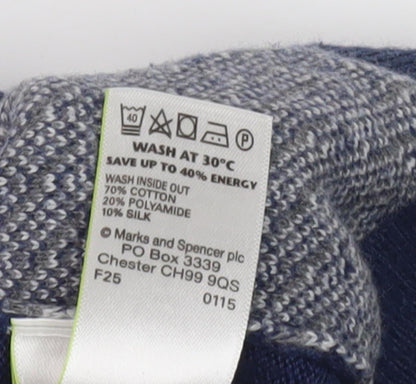 40 P
WASH AT 30°C
SAVE UP TO 40% ENERGY
WASH INSIDE OUT
70% COTTON
20% POLYAMIDE
10% SILK
© Marks and Spencer plc
PO Box 3339
Chester CH99 9QS
F25 0115